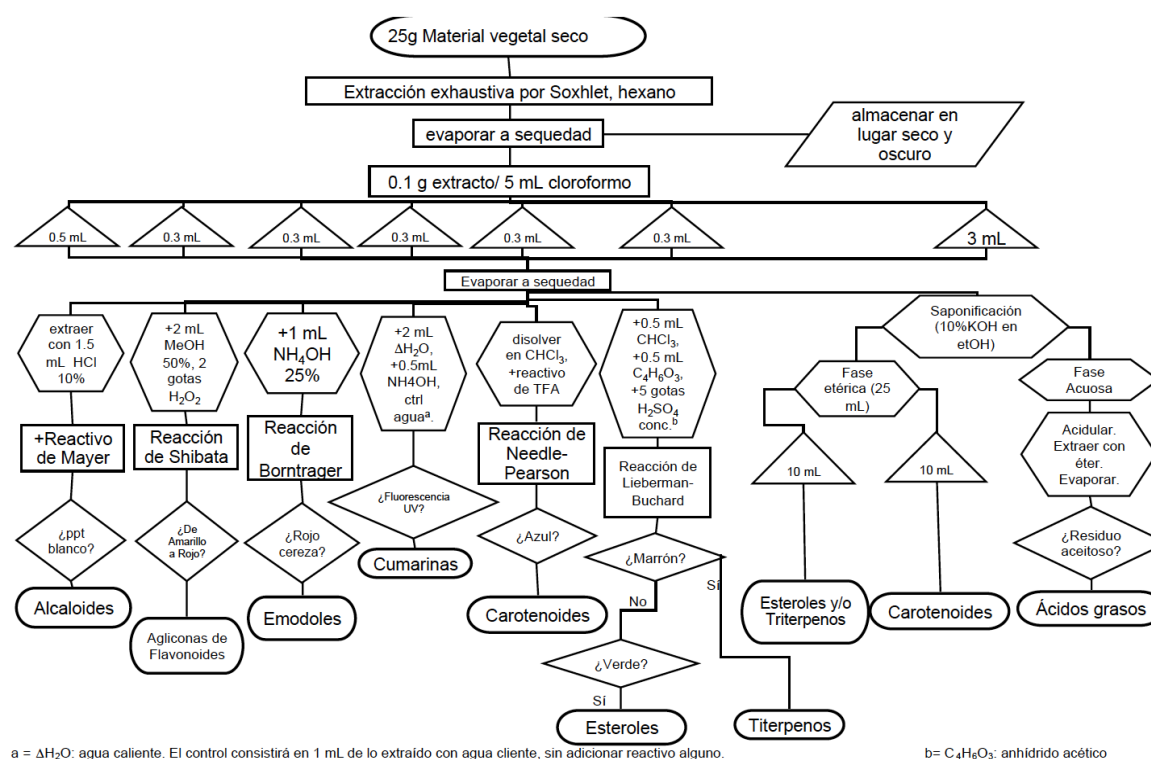 25g Material vegetal seco
Extracción exhaustiva por Soxhlet, hexano
evaporar a sequedad
almacenar en
lugar seco y
oscuro
0.1 g extracto/ 5 mL cloroformo
0.5 mL
0.3 mL
0.3 mL
0.3 mL
0.3 mL
0.3 mL
3 mL
Evaporar a sequedad
extraer
con 1.5
mL HCl
10%
+2 mL
MeOH
50%, 2
gotas
H₂O₂
+1 mL
NH₄OH
25%
+2 mL
ΔH₂O,
+0.5mL
NH4OH,
ctrl
aguaᵃ.
disolver
en CHCl₃,
+reactivo
de TFA
+0.5 mL
CHCl₃,
+0.5 mL
C₄H₆O₃,
+5 gotas
H₂SO₄
conc.ᵇ
Saponificación
(10%KOH en
etOH)
Fase
etérica (25
mL)
Fase
Acuosa
+Reactivo
de Mayer
Reacción
de Shibata
Reacción
de
Borntrager
Reacción de
Needle-
Pearson
Reacción de
Lieberman-
Buchard
10 mL
10 mL
Acidular.
Extraer con
éter.
Evaporar.
¿ppt
blanco?
¿De
Amarillo
a Rojo?
¿Rojo
cereza?
¿Fluorescencia
UV?
¿Azul?
¿Marrón?
¿Residuo
aceitoso?
Alcaloides
Agliconas de
Flavonoides
Emodoles
Cumarinas
Carotenoides
No
Sí
¿Verde?
Sí
Esteroles
Titerpenos
Esteroles y/o
Triterpenos
Carotenoides
Ácidos grasos
a = ΔH₂O: agua caliente. El control consistirá en 1 mL de lo extraído con agua cliente, sin adicionar reactivo alguno.
b= C₄H₆O₃: anhídrido acético